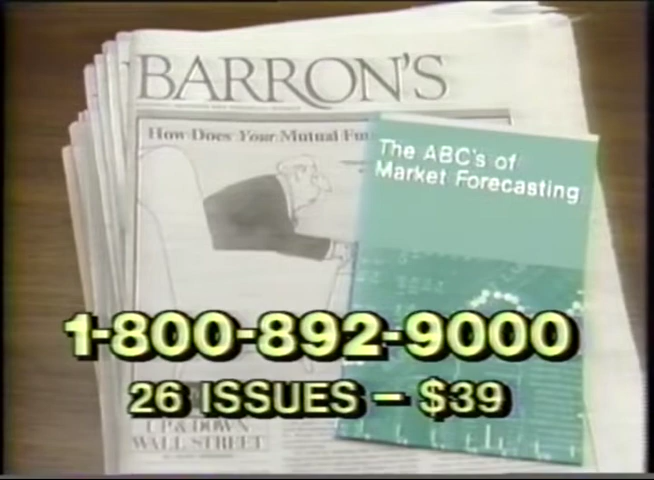 BARRON'S
How Does Your Mutual
The ABC's of
Market Forecasting
1-800-892-9000
26 ISSUES - $39
UP & DOWN
WALL STREET